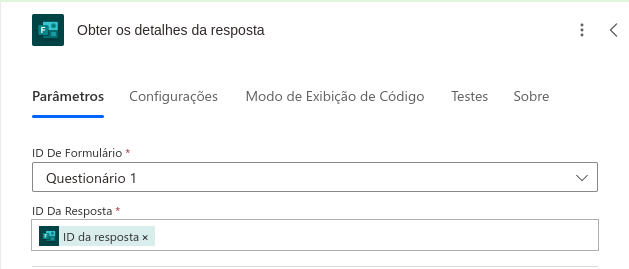 Obter os detalhes da resposta
Parâmetros Configurações Modo de Exibição de Código Testes Sobre
ID De Formulário *
Questionário 1
ID Da Resposta *
ID da resposta ×